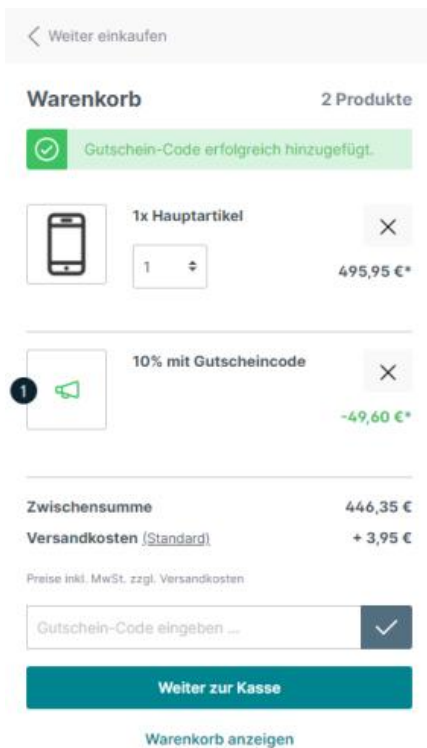 Weiter einkaufen
Warenkorb 2 Produkte
Gutschein-Code erfolgreich hinzugefügt.
1x Hauptartikel
1
495,95 €*
10% mit Gutscheincode
1
-49,60 €*
Zwischensumme 446,35 €
Versandkosten (Standard) + 3,95 €
Preise inkl. MwSt. zzgl. Versandkosten
Gutschein-Code eingeben ...
Weiter zur Kasse
Warenkorb anzeigen